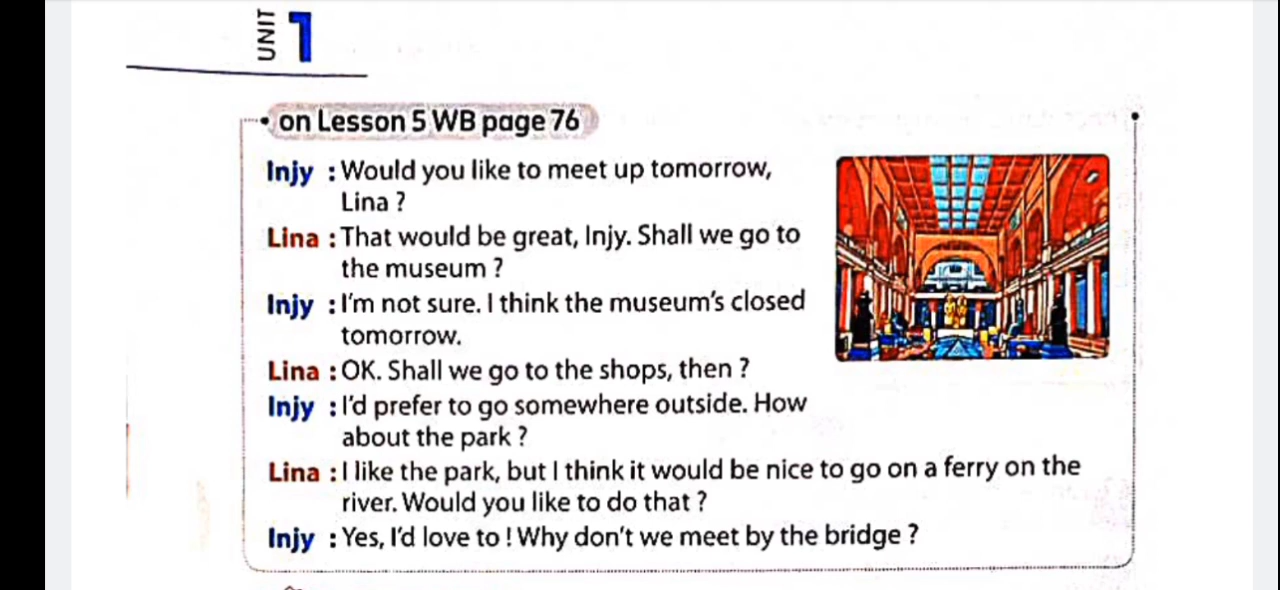 UNIT 1
• on Lesson 5 WB page 76
Injy : Would you like to meet up tomorrow,
Lina ?
Lina : That would be great, Injy. Shall we go to
the museum ?
Injy : I'm not sure. I think the museum's closed
tomorrow.
Lina : OK. Shall we go to the shops, then ?
Injy : I'd prefer to go somewhere outside. How
about the park ?
Lina : I like the park, but I think it would be nice to go on a ferry on the
river. Would you like to do that ?
Injy : Yes, I'd love to ! Why don't we meet by the bridge ?